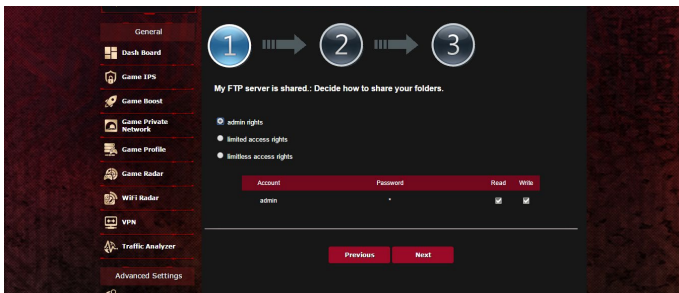 General
Dash Board
Game IPS
Game Boost
Game Private
Network
Game Profile
Game Radar
WiFi Radar
VPN
Traffic Analyzer
Advanced Settings
1
2
3
My FTP server is shared.: Decide how to share your folders.
admin rights
limited access rights
limitless access rights
Account Password Read Write
admin *
Previous Next